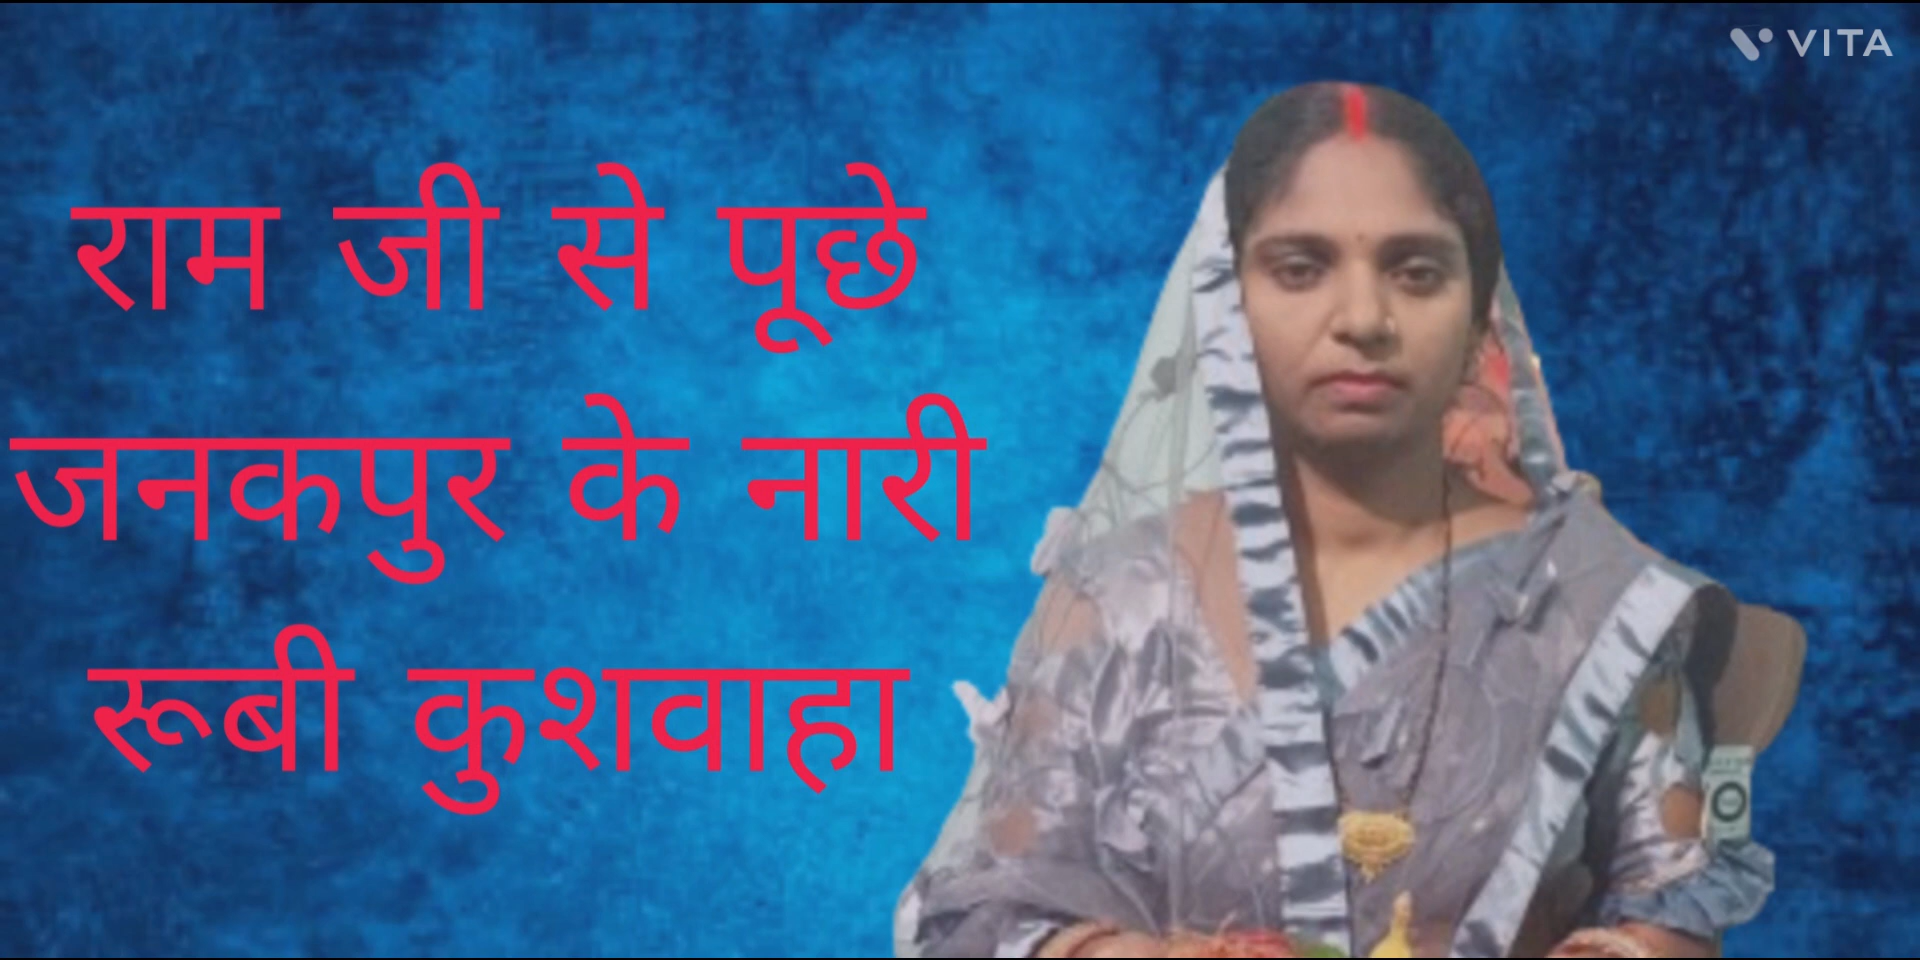 VITA
राम जी से पूछे
जनकपुर के नारी
रूबी कुशवाहा